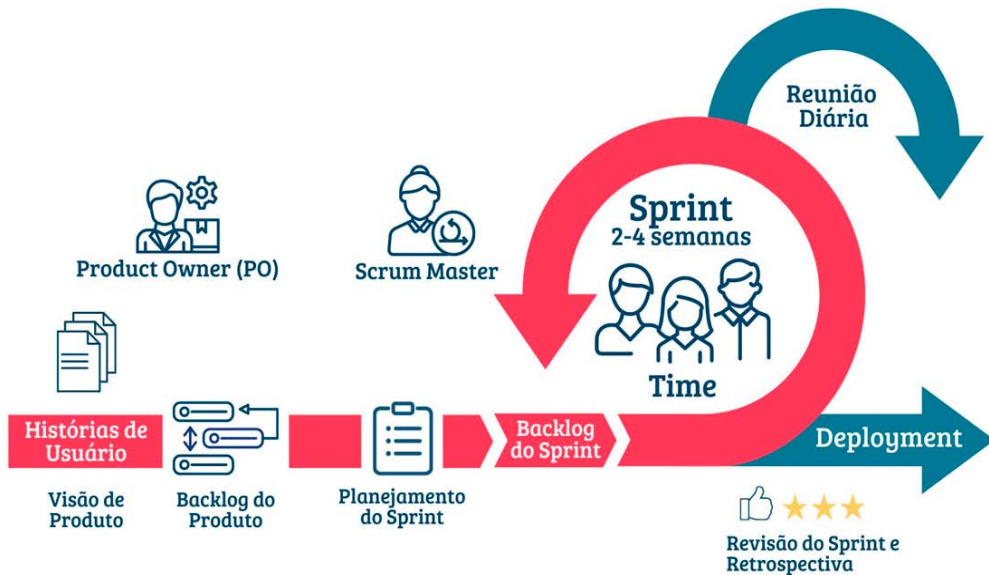 Reunião
Diária
Sprint
2-4 semanas
Product Owner (PO)
Scrum Master
Time
Histórias de
Usuário
Backlog
do Sprint
Deployment
Visão de
Produto
Backlog do
Produto
Planejamento
do Sprint
Revisão do Sprint e
Retrospectiva